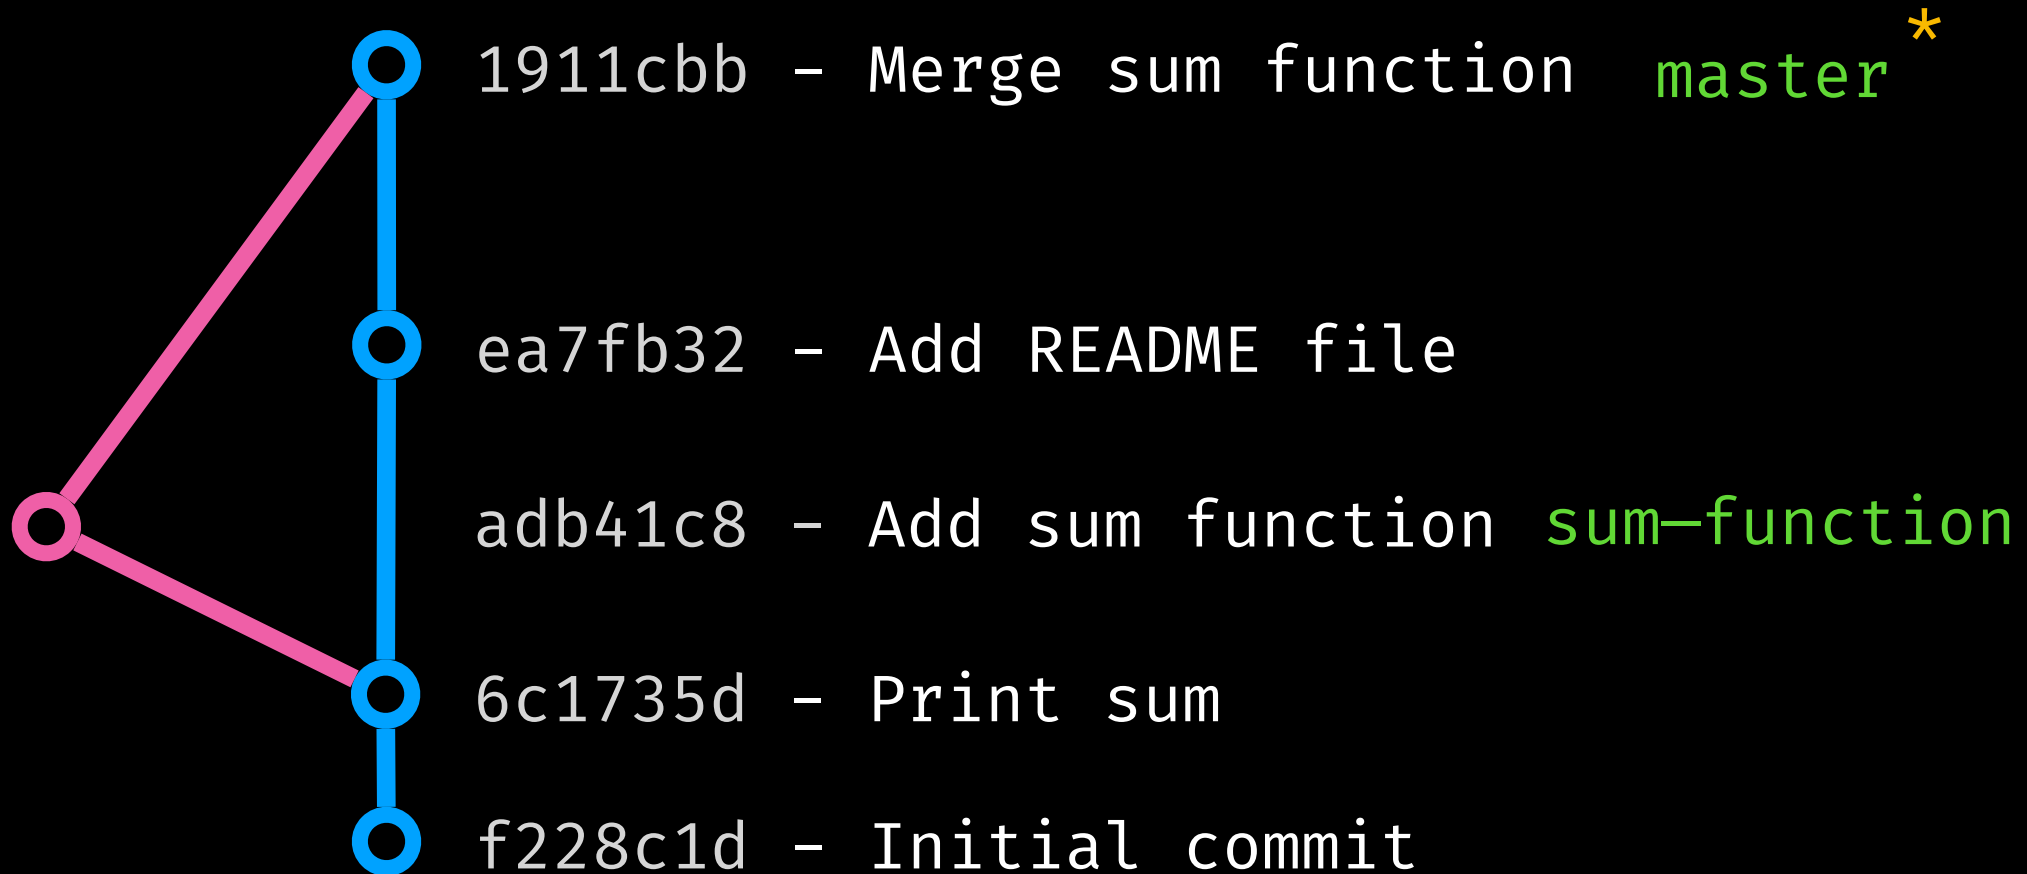 1911cbb - Merge sum function master*
ea7fb32 - Add README file
adb41c8 - Add sum function sum-function
6c1735d - Print sum
f228c1d - Initial commit